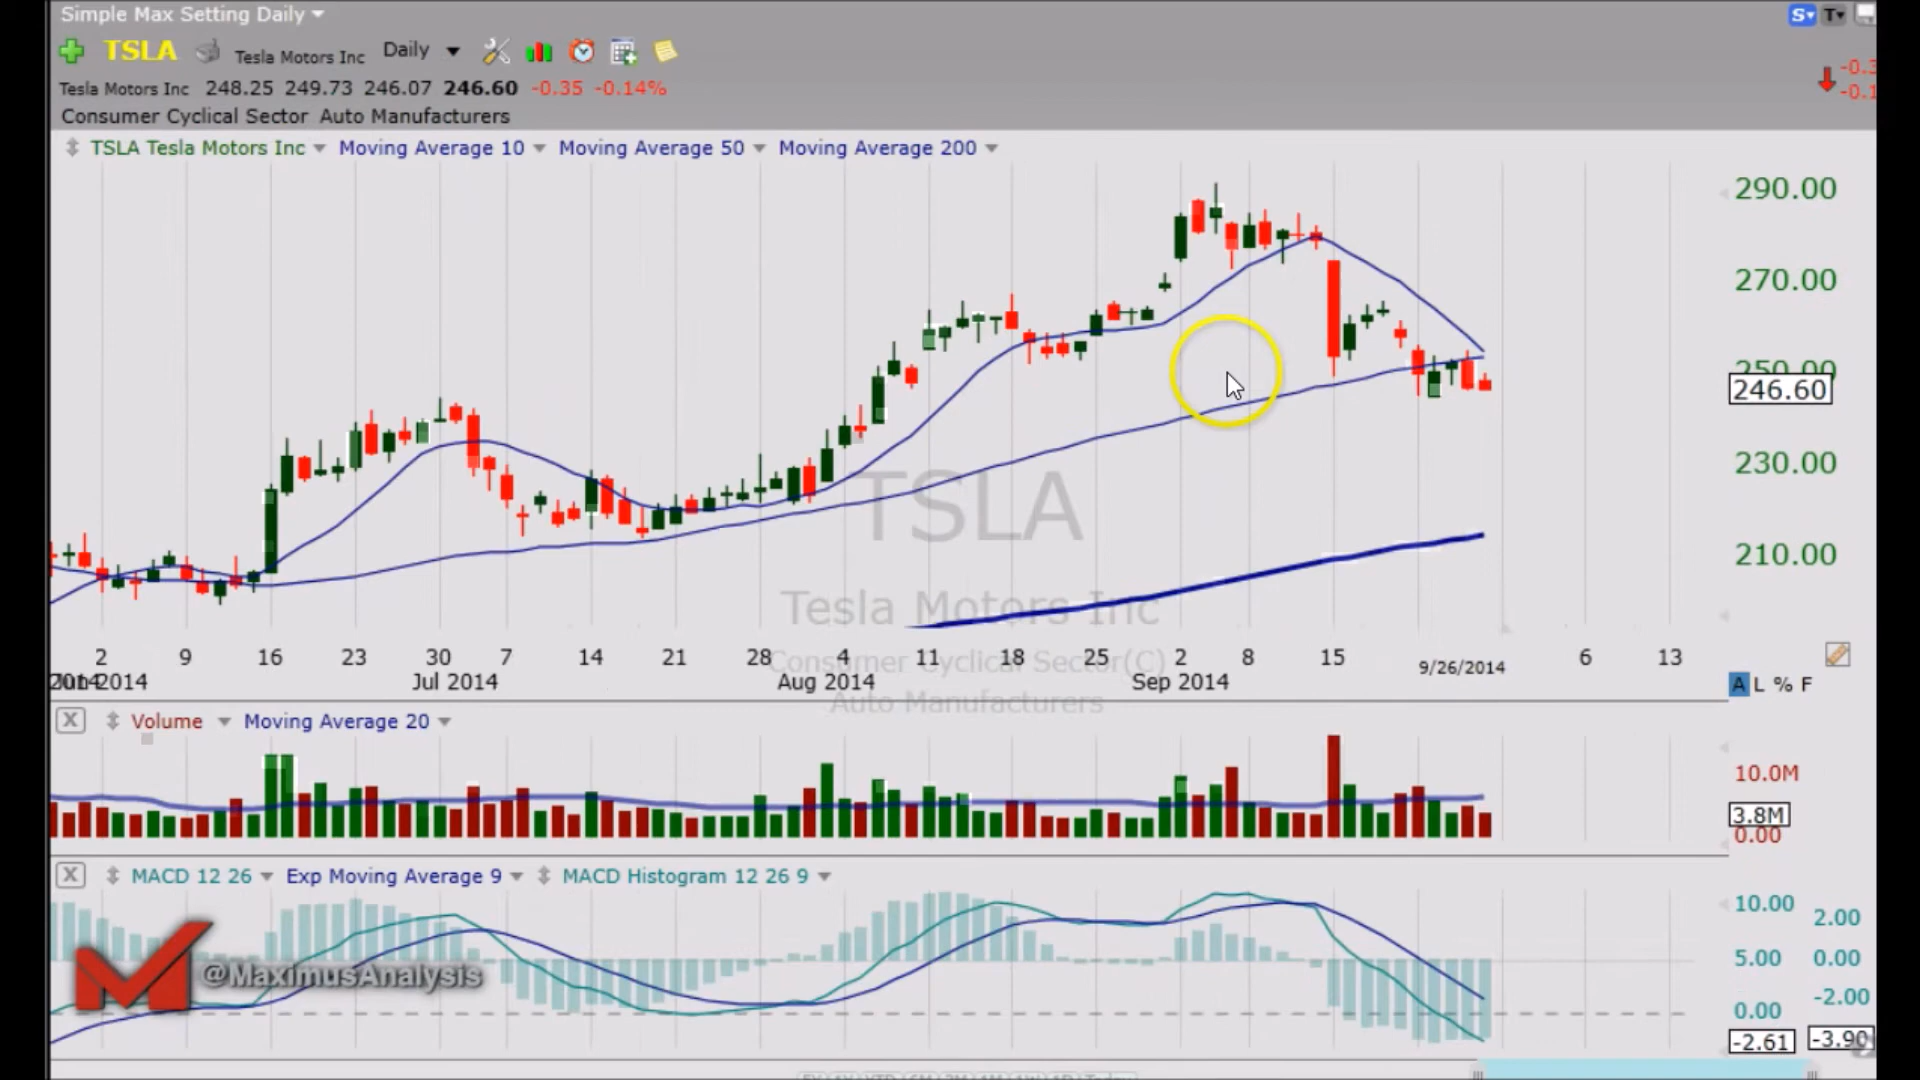 Simple Max Setting Daily
S T
TSLA Tesla Motors Inc Daily
Tesla Motors Inc 248.25 249.73 246.07 246.60 -0.35 -0.14%
Consumer Cyclical Sector Auto Manufacturers
TSLA Tesla Motors Inc Moving Average 10 Moving Average 50 Moving Average 200
290.00
270.00
250.00
246.60
230.00
210.00
TSLA
Tesla Motors Inc
Consumer Cyclical Sector(C)
Auto Manufacturers
2 9 16 23 30 7 14 21 28 4 11 18 25 2 8 15 9/26/2014 6 13
Jul 2014 Aug 2014 Sep 2014
A L % F
X Volume Moving Average 20
10.0M
3.8M
0.00
X MACD 12 26 Exp Moving Average 9 MACD Histogram 12 26 9
10.00 2.00
5.00 0.00
0.00 -2.00
-2.61 -3.90
@MaximusAnalysis